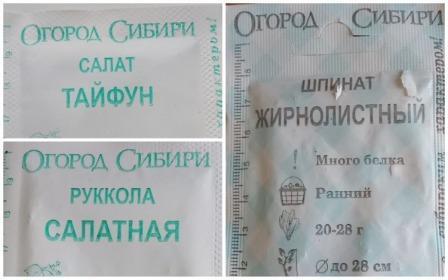 ОГОРОД СИБИРИ
САЛАТ
ТАЙФУН
ОГОРОД СИБИРИ
РУККОЛА
САЛАТНАЯ
ОГОРОД СИБИРИ
ШПИНАТ
ЖИРНОЛИСТНЫЙ
! Много белка
Ранний
20-28 г
Ø до 28 см